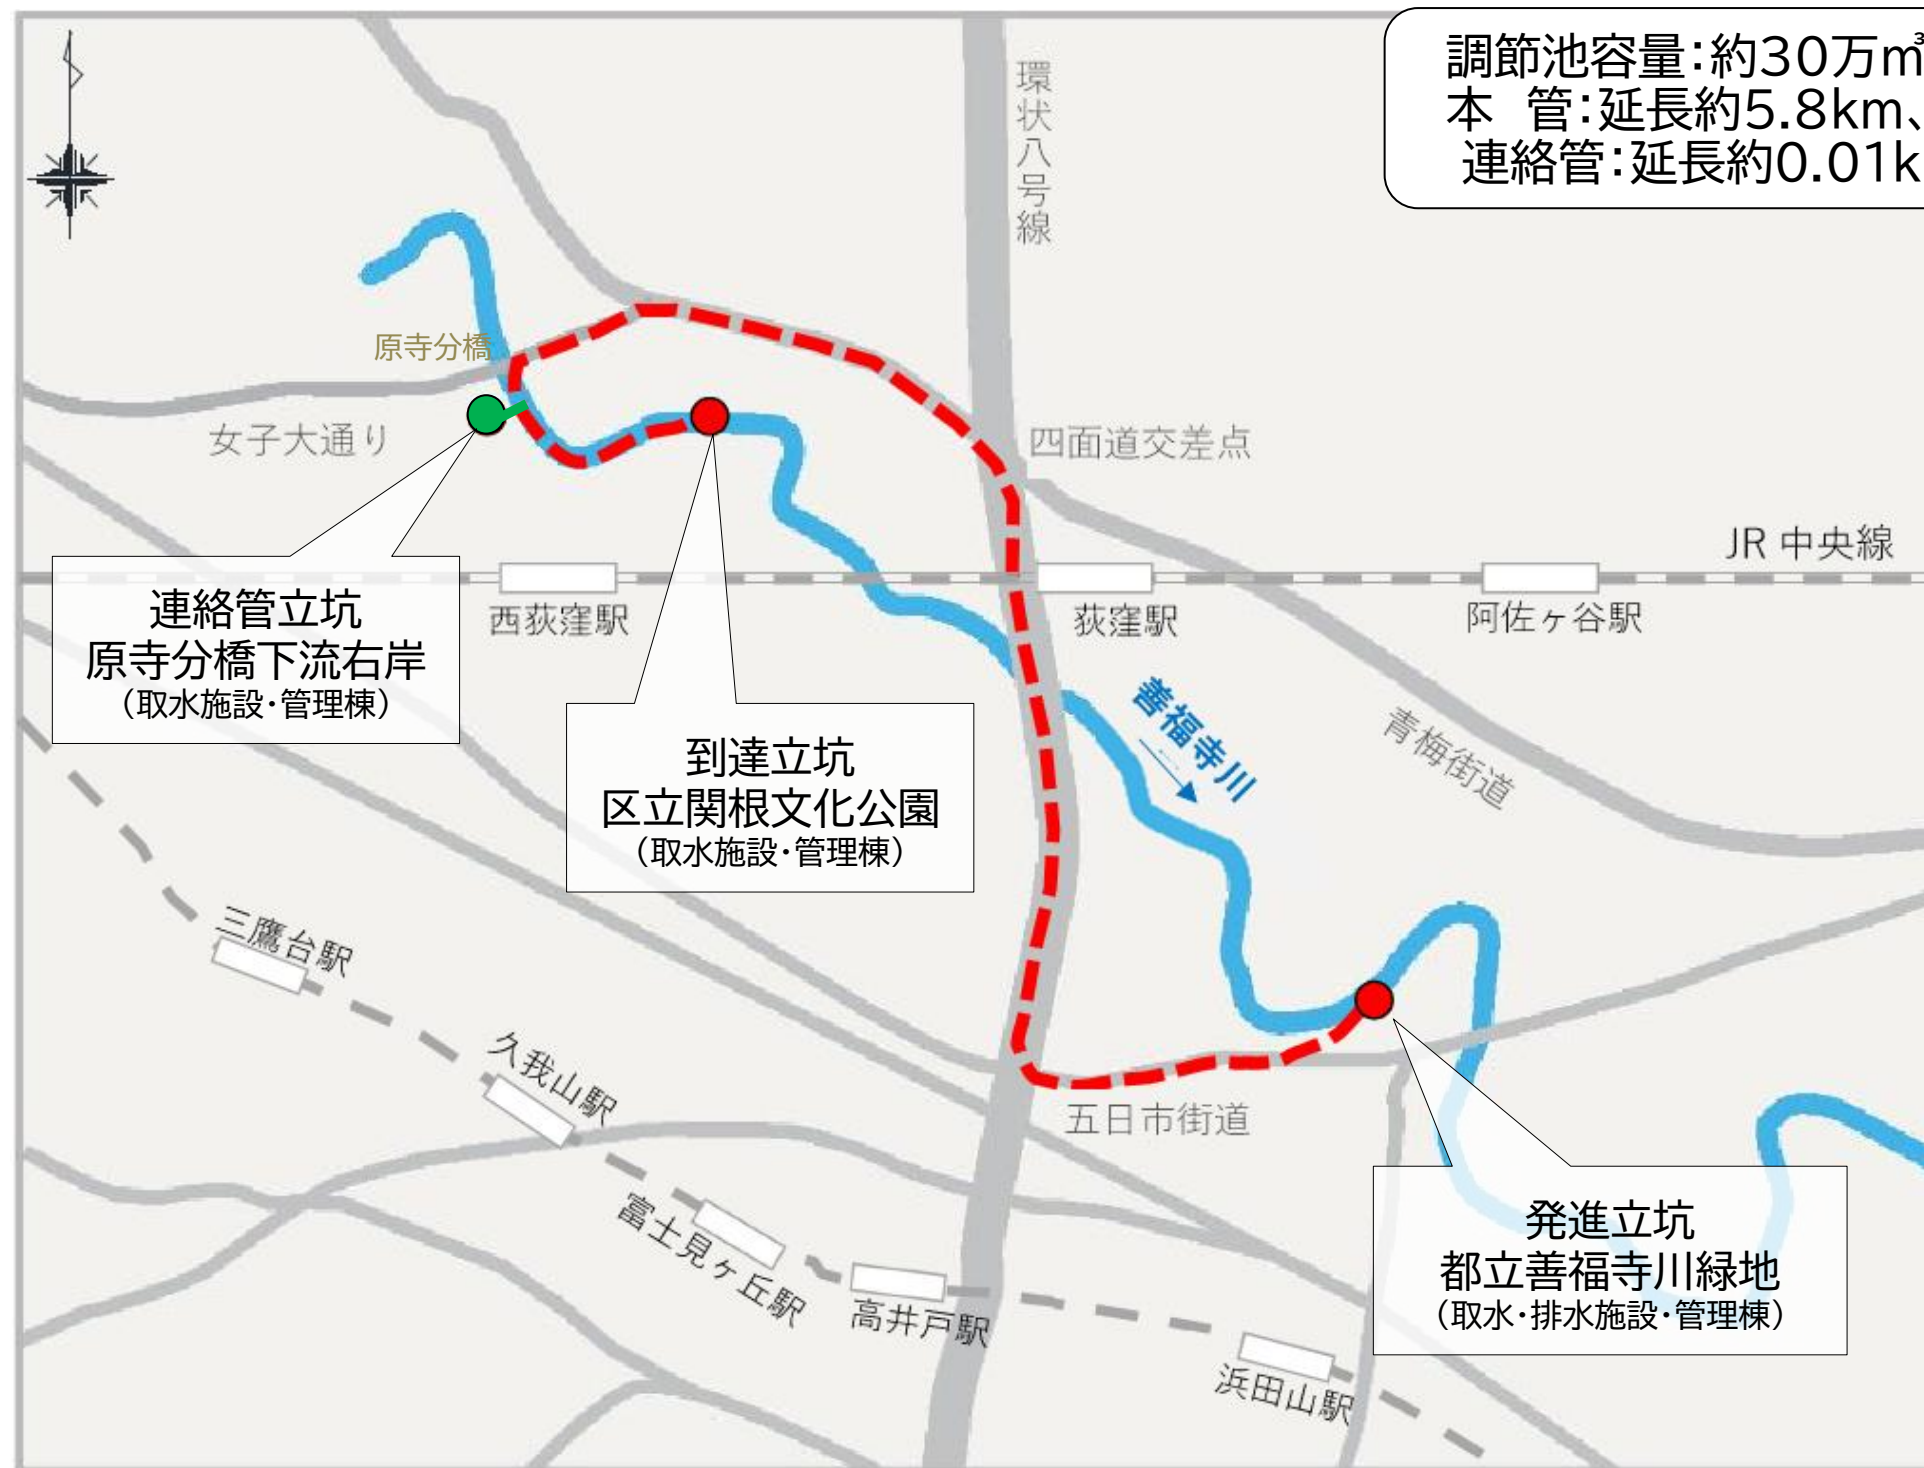 調節池容量:約30万㎥
本 管:延長約5.8km、
連絡管:延長約0.01k
環状八号線
原寺分橋
女子大通り
四面道交差点
JR 中央線
西荻窪駅
荻窪駅
阿佐ヶ谷駅
連絡管立坑
原寺分橋下流右岸
(取水施設・管理棟)
到達立坑
区立関根文化公園
(取水施設・管理棟)
善福寺川
青梅街道
三鷹台駅
久我山駅
五日市街道
富士見ヶ丘駅
高井戸駅
浜田山駅
発進立坑
都立善福寺川緑地
(取水・排水施設・管理棟)